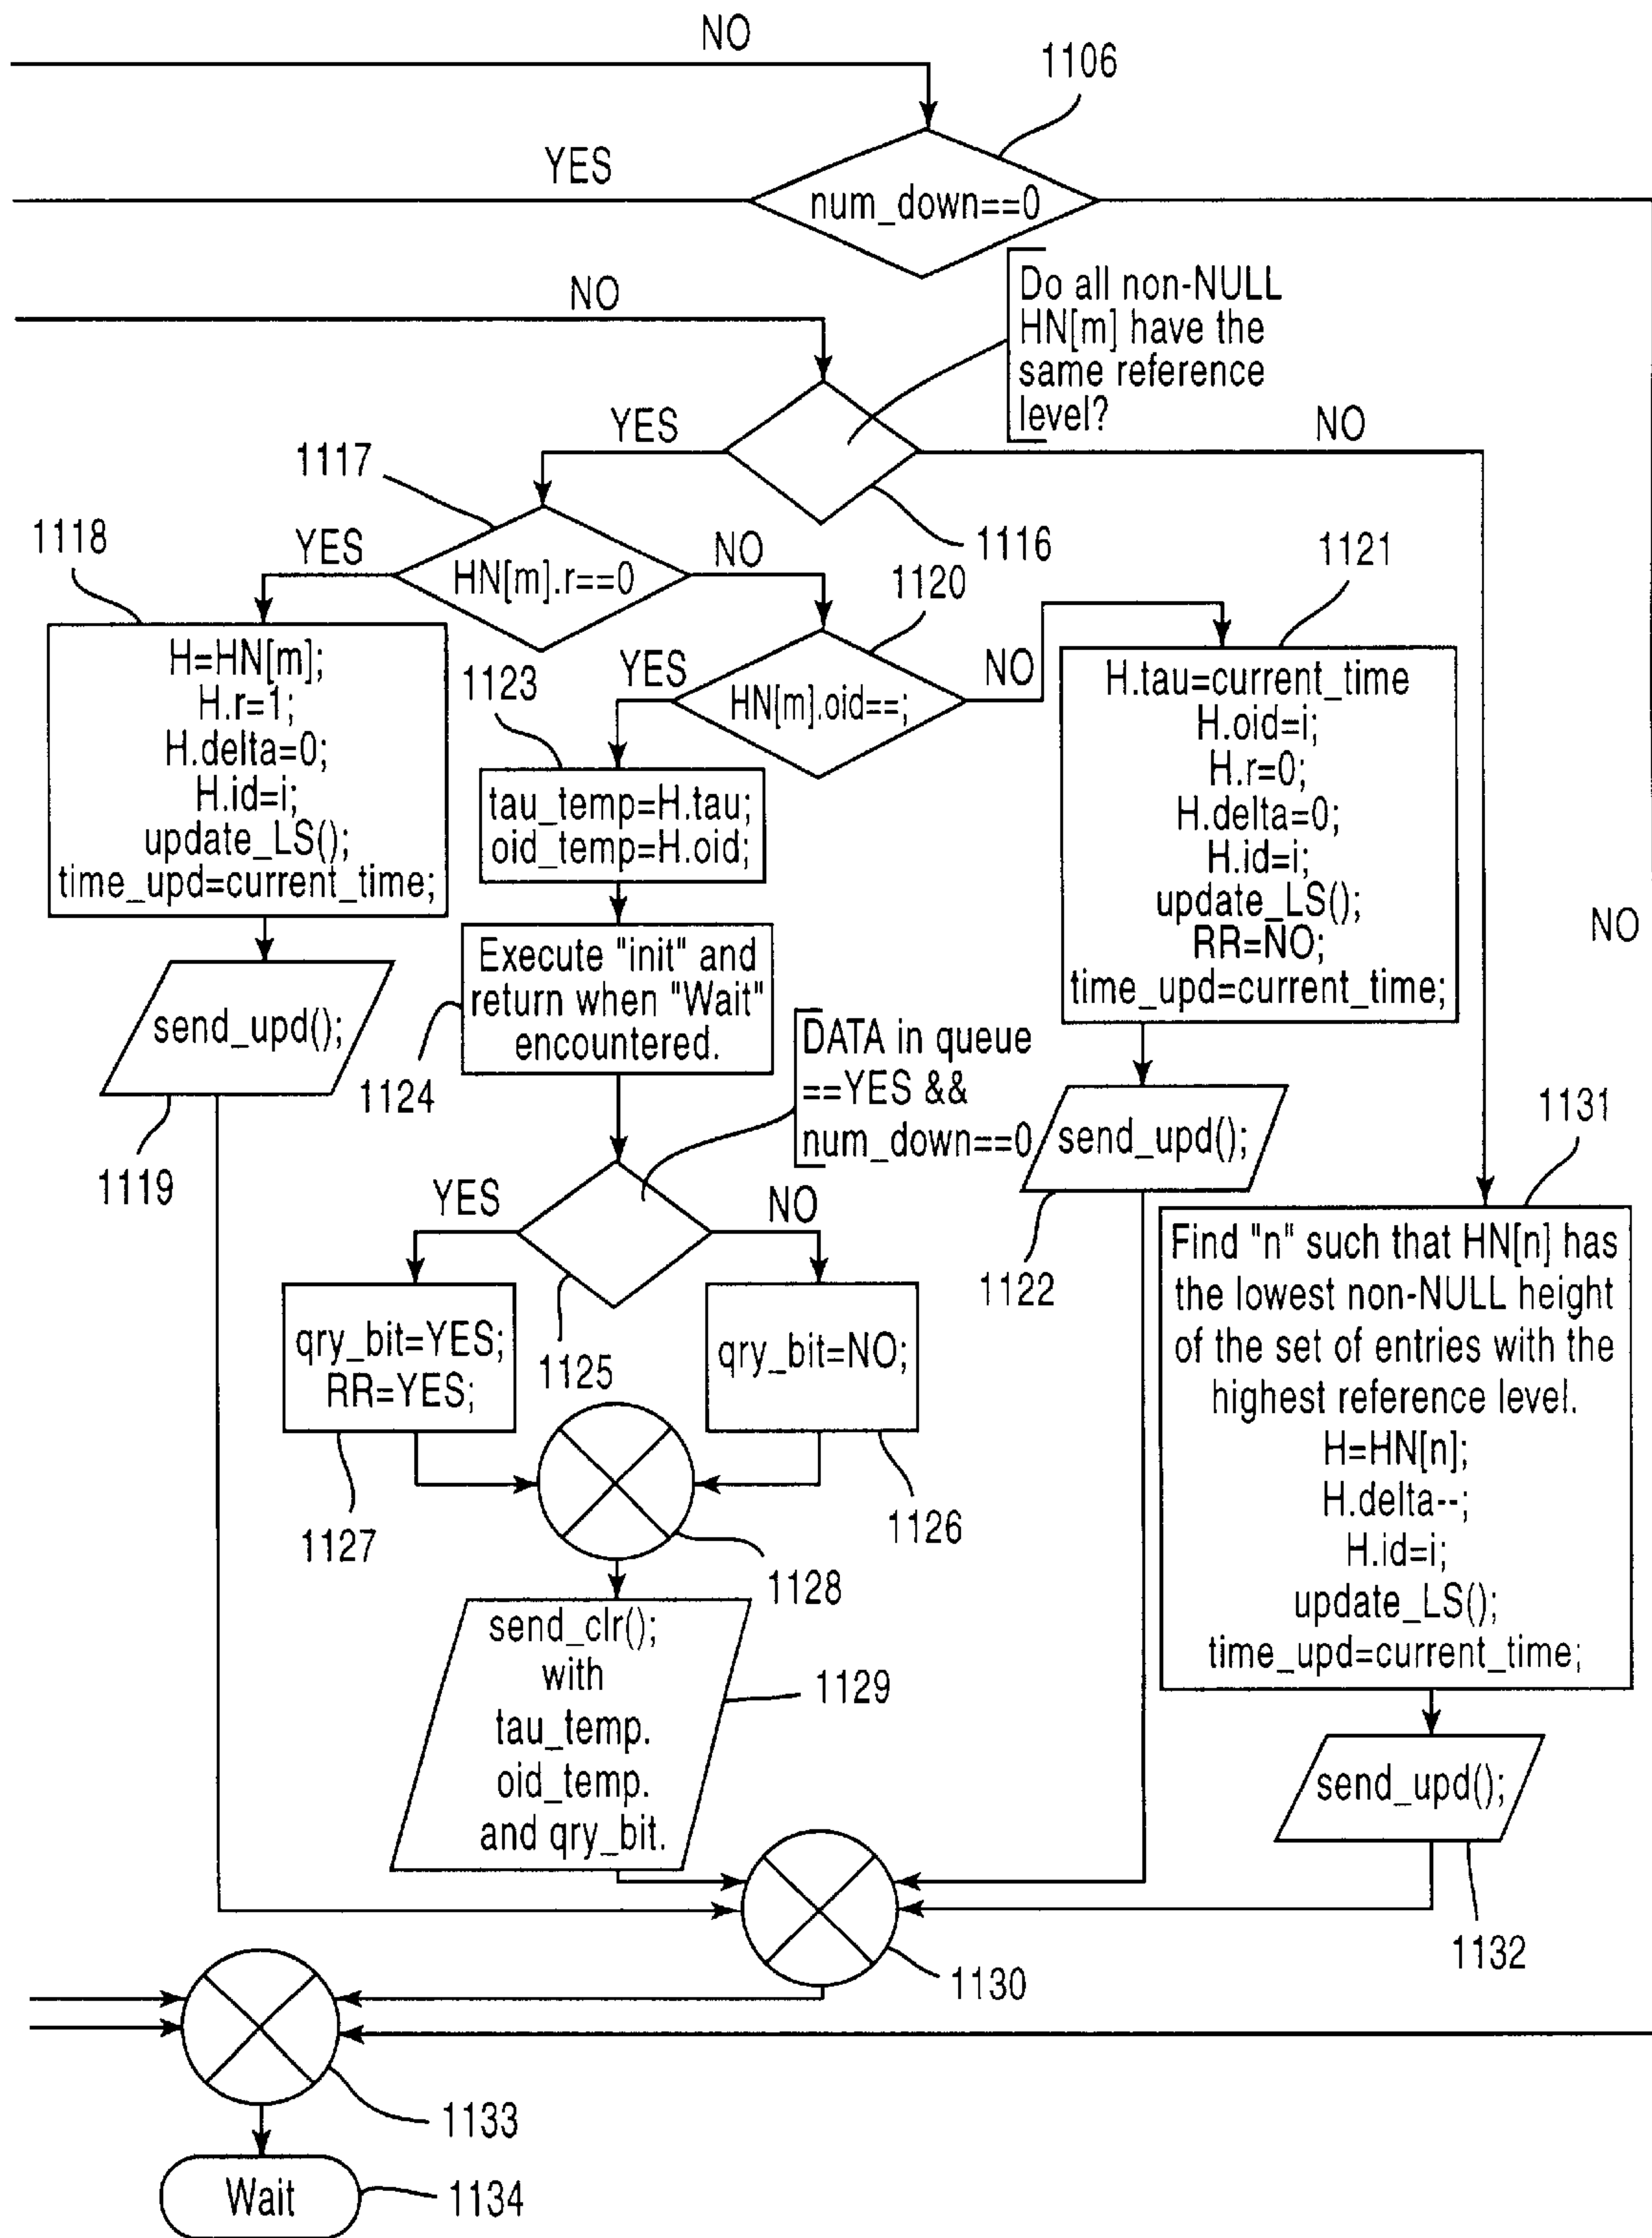 NO
1106
YES
num_down==0
NO
Do all non-NULL
HN[m] have the
same reference
level?
YES
NO
1117
1116
1118
YES
HN[m].r==0
NO
1120
1121
H=HN[m];
H.r=1;
H.delta=0;
H.id=i;
update_LS();
time_upd=current_time;
1123
YES
HN[m].oid==;
NO
H.tau=current_time
H.oid=i;
H.r=0;
H.delta=0;
H.id=i;
update_LS();
RR=NO;
time_upd=current_time;
tau_temp=H.tau;
oid_temp=H.oid;
NO
send_upd();
1119
Execute "init" and
return when "Wait"
encountered.
1124
DATA in queue
==YES &&
num_down==0
send_upd();
1122
1131
YES
NO
1125
qry_bit=YES;
RR=YES;
1127
qry_bit=NO;
1126
1128
Find "n" such that HN[n] has
the lowest non-NULL height
of the set of entries with the
highest reference level.
H=HN[n];
H.delta--;
H.id=i;
update_LS();
time_upd=current_time;
send_clr();
with
tau_temp.
oid_temp.
and qry_bit.
1129
send_upd();
1132
1130
1133
Wait
1134